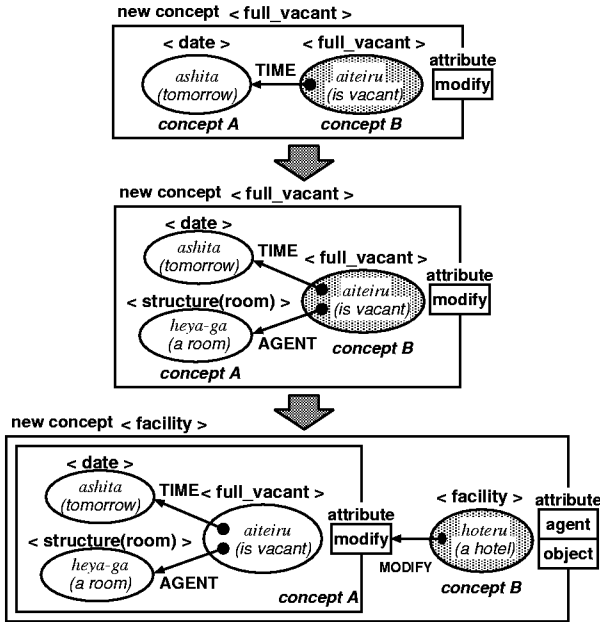 new concept < full_vacant >
< date > < full_vacant >
attribute
ashita TIME aiteiru
modify
(tomorrow) (is vacant)
concept A concept B
new concept < full_vacant >
< date >
ashita TIME
< full_vacant >
(tomorrow)
attribute
< structure(room) > aiteiru
modify
heya-ga (is vacant)
(a room) AGENT concept B
concept A
new concept < facility >
< date >
ashita TIME < full_vacant >
(tomorrow)
< facility > attribute
attribute
agent
< structure(room) > aiteiru modify hoteru
(is vacant) (a hotel) object
heya-ga MODIFY
(a room) AGENT concept B
concept A